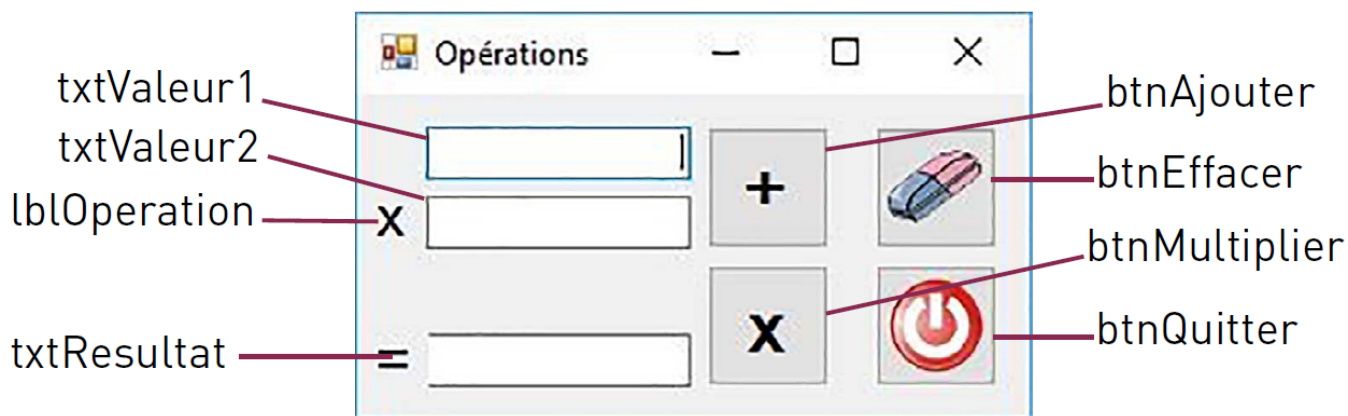 Opérations
txtValeur1
txtValeur2
lblOperation
txtResultat
X
=
+
x
btnAjouter
btnEffacer
btnMultiplier
btnQuitter